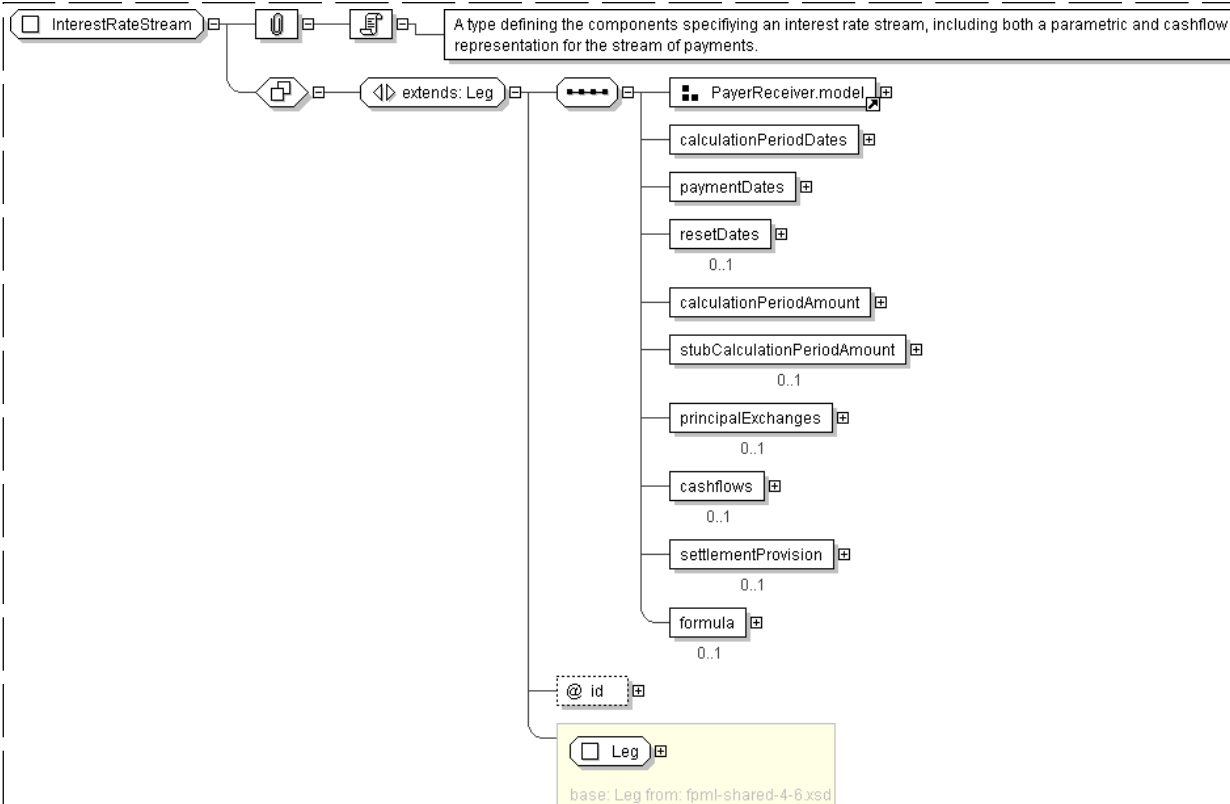 InterestRateStream
A type defining the components specifiying an interest rate stream, including both a parametric and cashflow
representation for the stream of payments.
extends: Leg
PayerReceiver.model
calculationPeriodDates
paymentDates
resetDates
0..1
calculationPeriodAmount
stubCalculationPeriodAmount
0..1
principalExchanges
0..1
cashflows
0..1
settlementProvision
0..1
formula
0..1
@ id
Leg
base: Leg from: fpml-shared-4-6.xsd